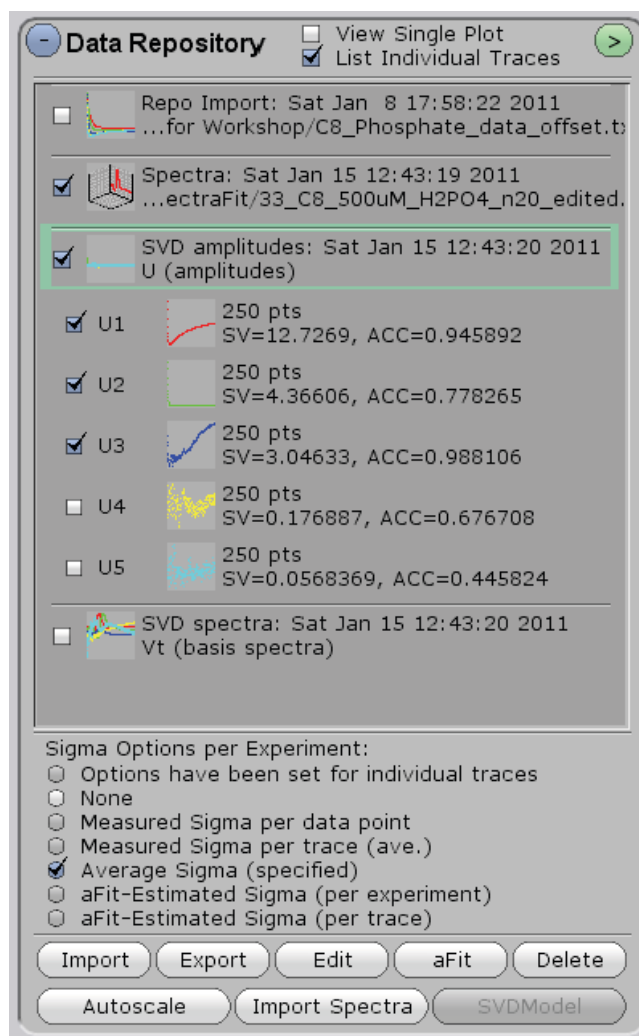 - Data Repository
View Single Plot
List Individual Traces
>
Repo Import: Sat Jan 8 17:58:22 2011
...for Workshop/C8_Phosphate_data_offset.tx
Spectra: Sat Jan 15 12:43:19 2011
...ectraFit/33_C8_500uM_H2PO4_n20_edited.
SVD amplitudes: Sat Jan 15 12:43:20 2011
U (amplitudes)
U1
250 pts
SV=12.7269, ACC=0.945892
U2
250 pts
SV=4.36606, ACC=0.778265
U3
250 pts
SV=3.04633, ACC=0.988106
U4
250 pts
SV=0.176887, ACC=0.676708
U5
250 pts
SV=0.0568369, ACC=0.445824
SVD spectra: Sat Jan 15 12:43:20 2011
Vt (basis spectra)
Sigma Options per Experiment:
Options have been set for individual traces
None
Measured Sigma per data point
Measured Sigma per trace (ave.)
Average Sigma (specified)
aFit-Estimated Sigma (per experiment)
aFit-Estimated Sigma (per trace)
Import Export Edit aFit Delete
Autoscale Import Spectra SVDModel